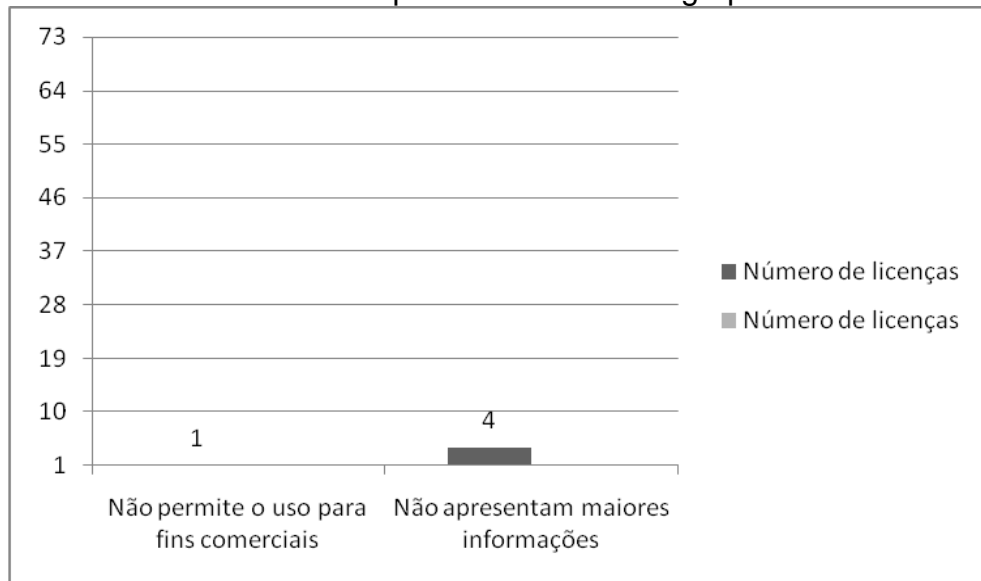 73
64
55
46
37
28
19
10
1
1
4
Não permite o uso para
fins comerciais
Não apresentam maiores
informações
Número de licenças
Número de licenças